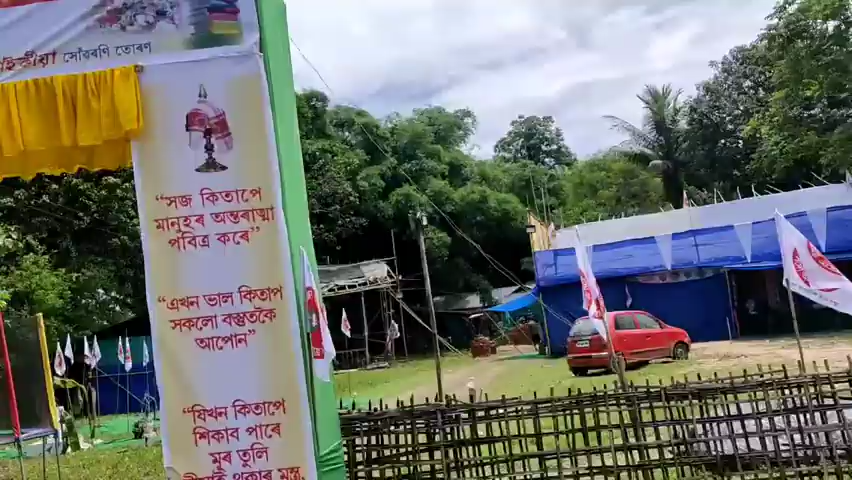 সোঁৱৰণি তোৰণ
“সজ কিতাপে
মানুহৰ অন্তৰাত্মা
পবিত্ৰ কৰে”
“এখন ভাল কিতাপ
সকলো বস্তুতকৈ
আপোন”
“যিখন কিতাপে
শিকাব পাৰে
মূৰ তুলি